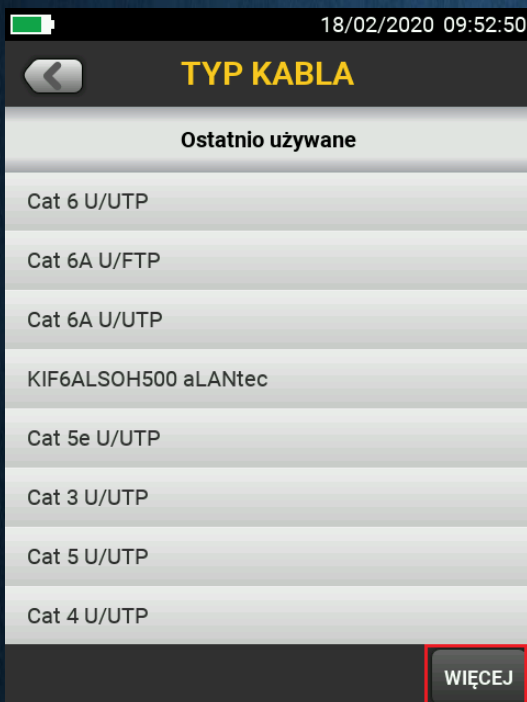 18/02/2020 09:52:50
TYP KABLA
Ostatnio używane
Cat 6 U/UTP
Cat 6A U/FTP
Cat 6A U/UTP
KIF6ALSOH500 aLANtec
Cat 5e U/UTP
Cat 3 U/UTP
Cat 5 U/UTP
Cat 4 U/UTP
WIĘCEJ